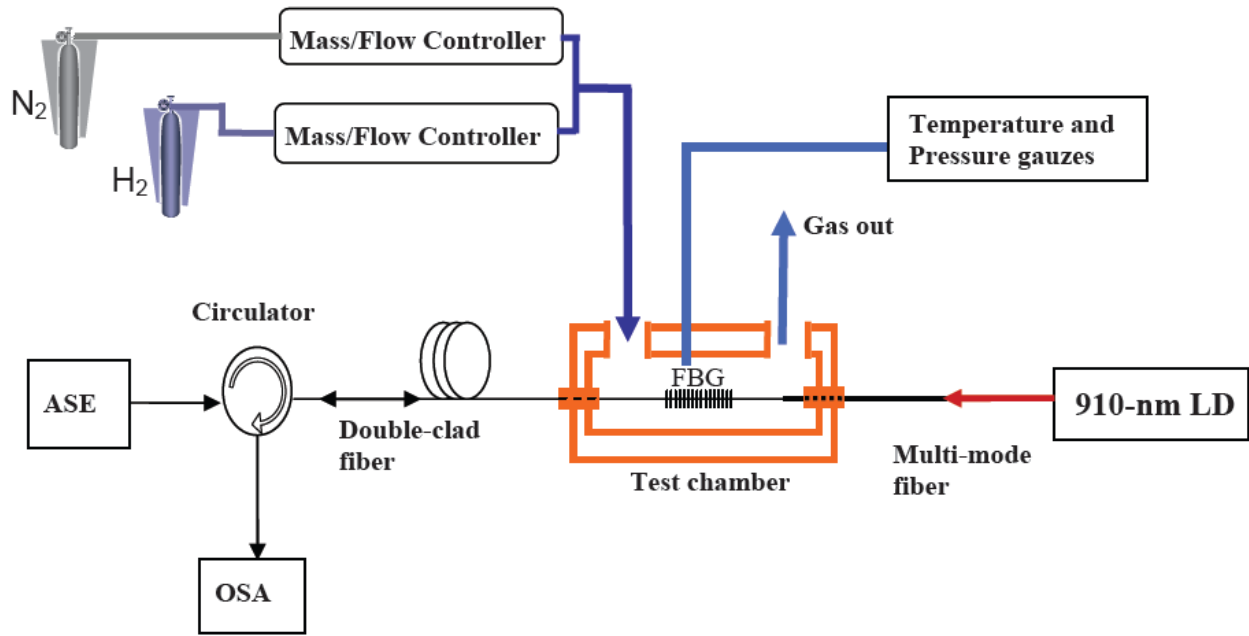 Mass/Flow Controller
N2
Mass/Flow Controller
H2
Temperature and
Pressure gauzes
Gas out
Circulator
ASE
FBG
910-nm LD
Double-clad
fiber
Multi-mode
fiber
Test chamber
OSA